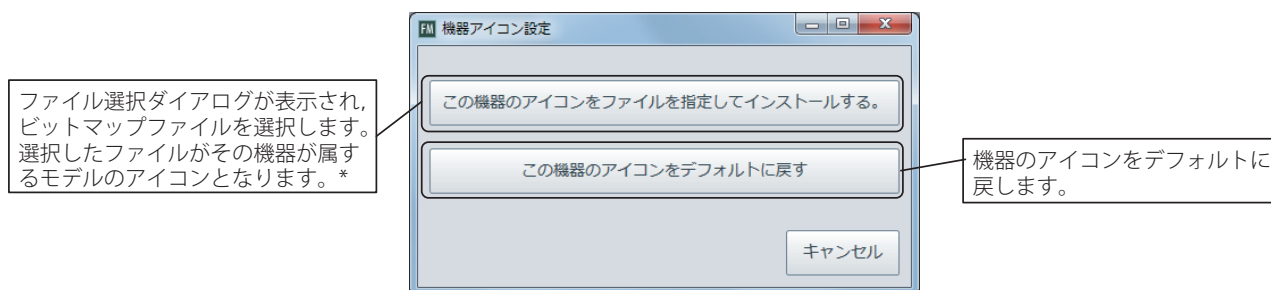 FM 機器アイコン設定
ファイル選択ダイアログが表示され,
ビットマップファイルを選択します。
選択したファイルがその機器が属す
るモデルのアイコンとなります。*
この機器のアイコンをファイルを指定してインストールする。
この機器のアイコンをデフォルトに戻す
機器のアイコンをデフォルトに
戻します。
キャンセル